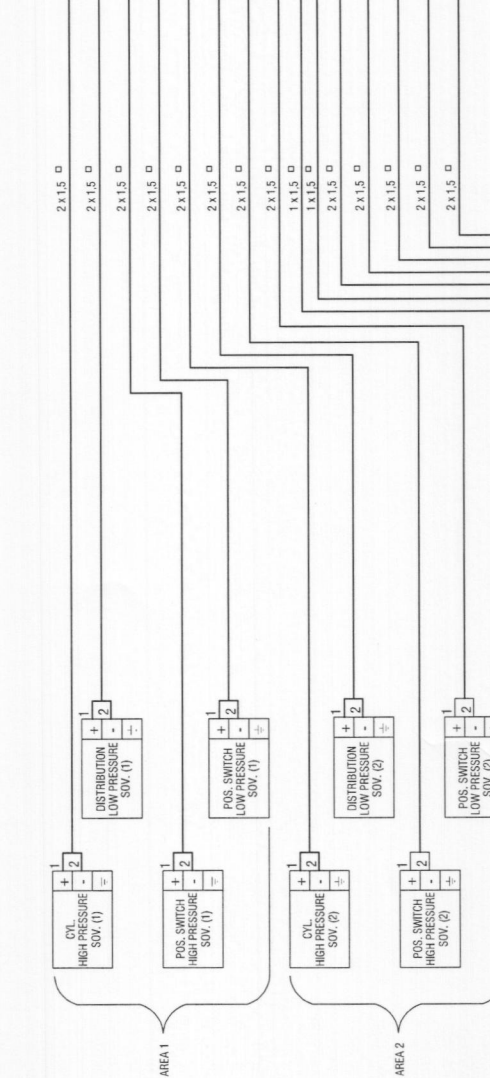 2 x 1,5
2 x 1,5
2 x 1,5
2 x 1,5
2 x 1,5
2 x 1,5
2 x 1,5
2 x 1,5
1 x 1,5
1 x 1,5
2 x 1,5
2 x 1,5
2 x 1,5
2 x 1,5
2 x 1,5
1
2
+
-
DISTRIBUTION
LOW PRESSURE
SOV. (1)
1
2
+
-
POS. SWITCH
LOW PRESSURE
SOV. (1)
1
2
+
-
DISTRIBUTION
LOW PRESSURE
SOV. (2)
1
2
+
-
POS. SWITCH
LOW PRESSURE
SOV. (2)
1
2
+
-
CYL.
HIGH PRESSURE
SOV. (1)
1
2
+
-
POS. SWITCH
HIGH PRESSURE
SOV. (1)
1
2
+
-
CYL.
HIGH PRESSURE
SOV. (2)
1
2
+
-
POS. SWITCH
HIGH PRESSURE
SOV. (2)
AREA 1
AREA 2